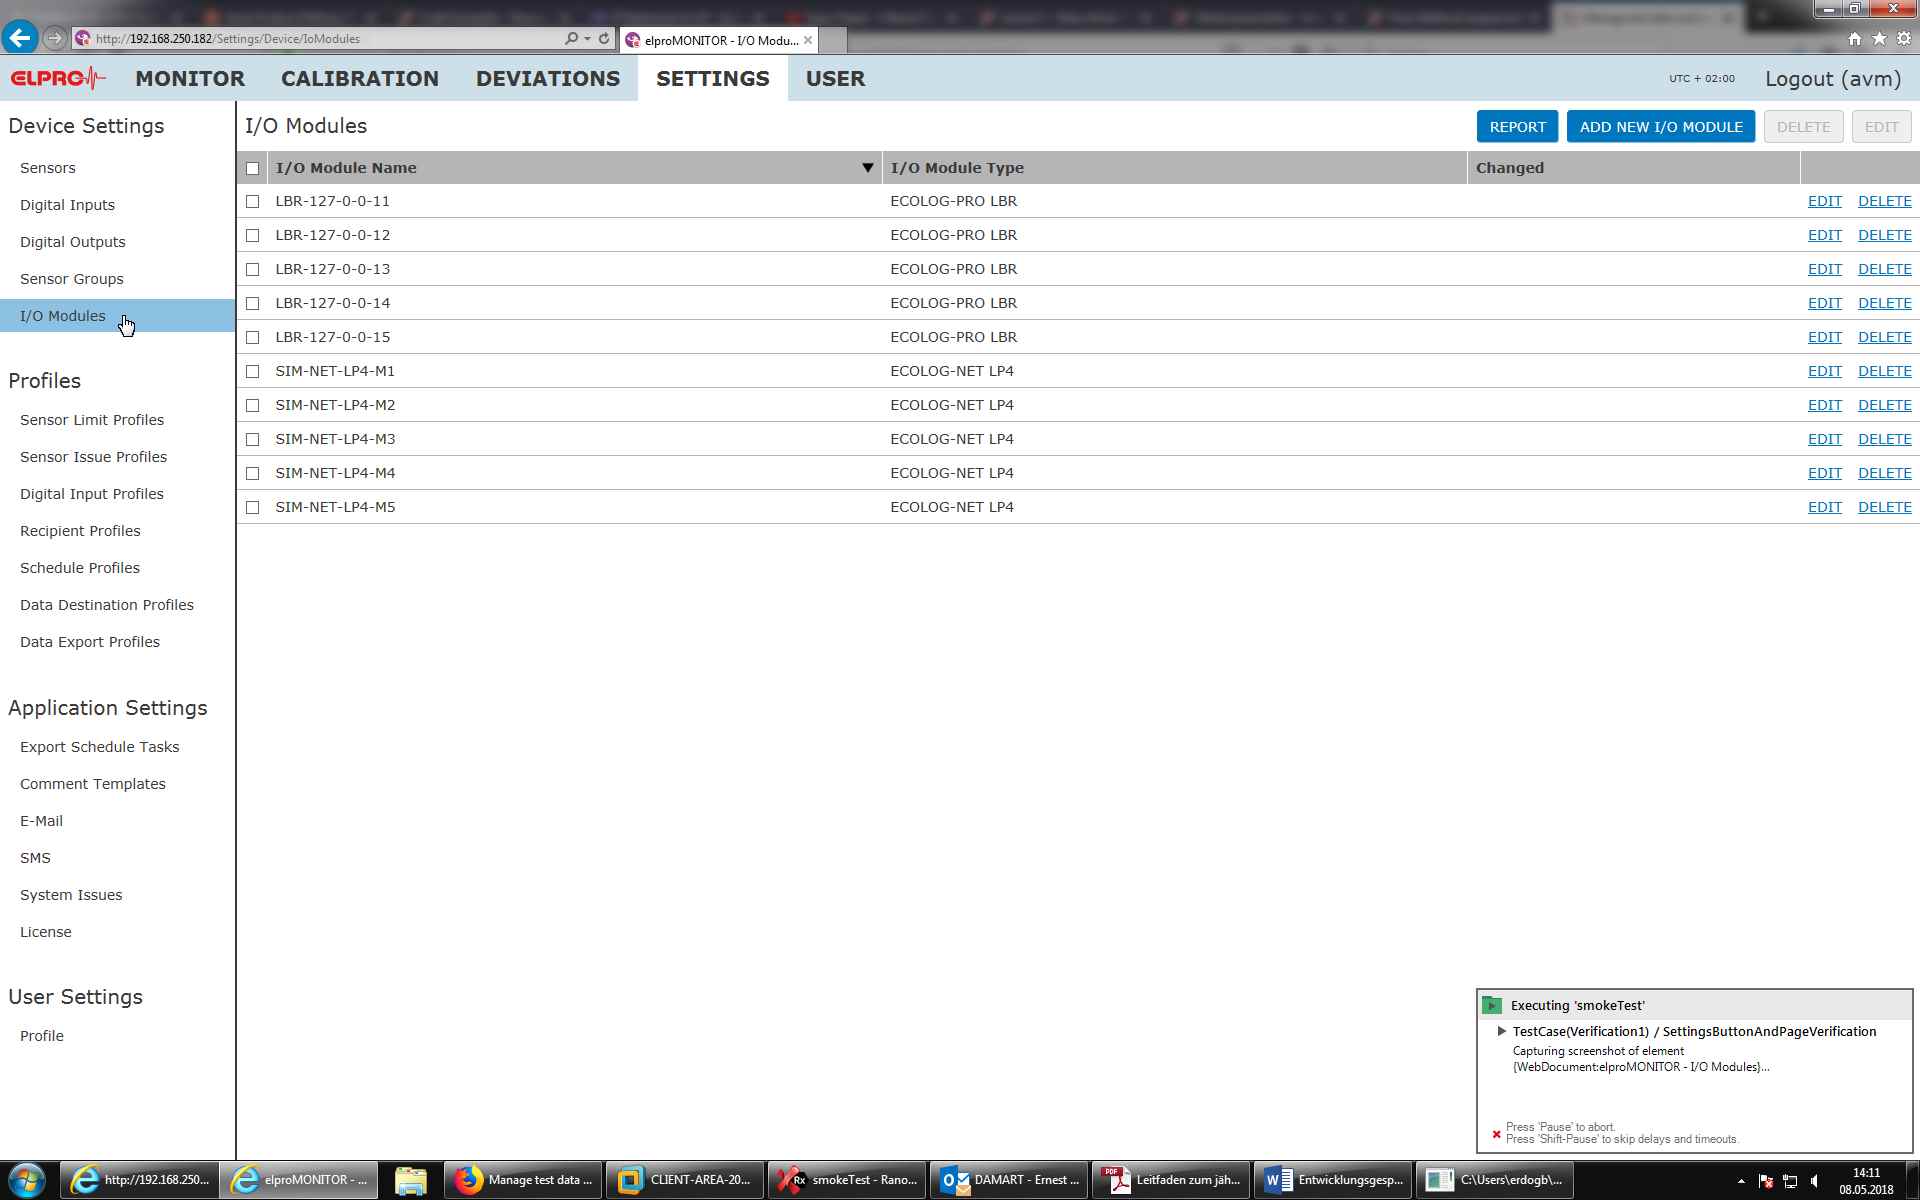 http://192.168.250.182/Settings/Device/IoModules
elproMONITOR - I/O Modu...
ELPRO
MONITOR
CALIBRATION
DEVIATIONS
SETTINGS
USER
UTC + 02:00
Logout (avm)
Device Settings
Sensors
Digital Inputs
Digital Outputs
Sensor Groups
I/O Modules
Profiles
Sensor Limit Profiles
Sensor Issue Profiles
Digital Input Profiles
Recipient Profiles
Schedule Profiles
Data Destination Profiles
Data Export Profiles
Application Settings
Export Schedule Tasks
Comment Templates
E-Mail
SMS
System Issues
License
User Settings
Profile
I/O Modules
REPORT
ADD NEW I/O MODULE
DELETE
EDIT
I/O Module Name I/O Module Type Changed
LBR-127-0-0-11 ECOLOG-PRO LBR EDIT DELETE
LBR-127-0-0-12 ECOLOG-PRO LBR EDIT DELETE
LBR-127-0-0-13 ECOLOG-PRO LBR EDIT DELETE
LBR-127-0-0-14 ECOLOG-PRO LBR EDIT DELETE
LBR-127-0-0-15 ECOLOG-PRO LBR EDIT DELETE
SIM-NET-LP4-M1 ECOLOG-NET LP4 EDIT DELETE
SIM-NET-LP4-M2 ECOLOG-NET LP4 EDIT DELETE
SIM-NET-LP4-M3 ECOLOG-NET LP4 EDIT DELETE
SIM-NET-LP4-M4 ECOLOG-NET LP4 EDIT DELETE
SIM-NET-LP4-M5 ECOLOG-NET LP4 EDIT DELETE
Executing 'smokeTest'
TestCase(Verification1) / SettingsButtonAndPageVerification
Capturing screenshot of element
{WebDocument:elproMONITOR - I/O Modules}...
Press 'Pause' to abort.
Press 'Shift-Pause' to skip delays and timeouts.
http://192.168.250...
elproMONITOR - ...
Manage test data ...
CLIENT-AREA-20...
Rx
smokeTest - Rano...
DAMART - Ernest ...
PDF
Leitfaden zum jäh...
W
Entwicklungsgesp...
C:\Users\erdogb\...
14:11
08.05.2018